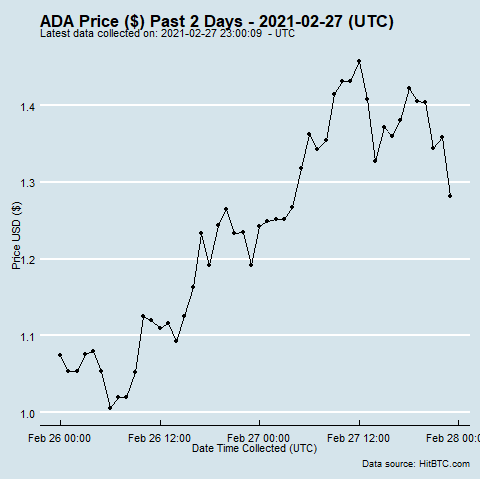 ADA Price ($) Past 2 Days - 2021-02-27 (UTC)
Latest data collected on: 2021-02-27 23:00:09  - UTC
1.4
1.3
1.2
1.1
1.0
Price USD ($)
Feb 26 00:00 Feb 26 12:00 Feb 27 00:00 Feb 27 12:00 Feb 28 00:00
Date Time Collected (UTC)
Data source: HitBTC.com